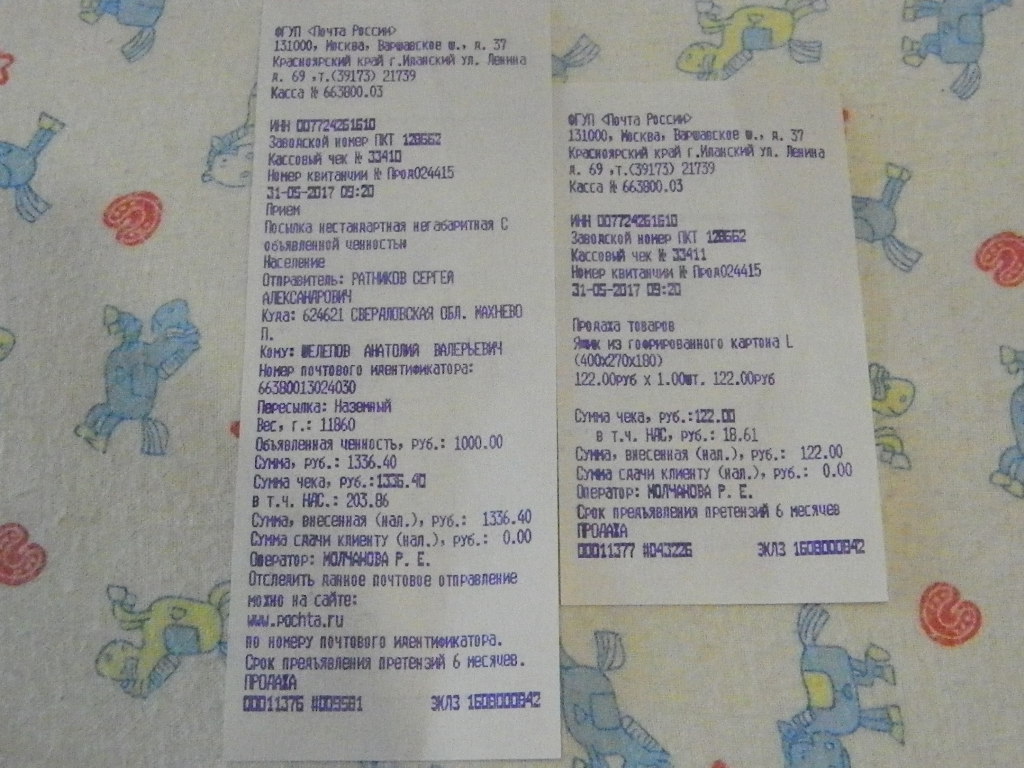 ФГУП «Почта России»
131000, Москва, Варшавское ш., д. 37
Красноярский край г.Иланский ул. Ленина
д. 69 ,т.(39173) 21739
Касса № 663800.03
ИНН 007724261610
Заводской номер ПКТ 128662
Кассовый чек № 33410
Номер квитанции № Прод024415
31-05-2017 09:20
Прием
Посылка нестандартная негабаритная С
объявленной ценностью
Население
Отправитель: РАТНИКОВ СЕРГЕЙ
АЛЕКСАНДРОВИЧ
Куда: 624621 СВЕРДЛОВСКАЯ ОБЛ. МАХНЕВО
П.
Кому: ШЕЛЕПОВ АНАТОЛИЙ ВАЛЕРЬЕВИЧ
Номер почтового идентификатора:
66380013024030
Пересылка: Наземный
Вес, г.: 11860
Объявленная ценность, руб.: 1000.00
Сумма, руб.: 1336.40
Сумма чека, руб.:1336.40
в т.ч. НДС.: 203.86
Сумма, внесенная (нал.), руб.: 1336.40
Сумма сдачи клиенту (нал.), руб.: 0.00
Оператор: МОЛЧАНОВА Р. Е.
Отследить данное почтовое отправление
можно на сайте:
www.pochta.ru
по номеру почтового идентификатора.
Срок предъявления претензий 6 месяцев.
ПРОДАЖА
00011376 #009581 ЭКЛЗ 1608000842
ФГУП «Почта России»
131000, Москва, Варшавское ш., д. 37
Красноярский край г.Иланский ул. Ленина
д. 69 ,т.(39173) 21739
Касса № 663800.03
ИНН 007724261610
Заводской номер ПКТ 128662
Кассовый чек № 33411
Номер квитанции № Прод024415
31-05-2017 09:20
Продажа товаров
Ящик из гофрированного картона L
(400х270х180)
122.00руб х 1.00шт. 122.00руб
Сумма чека, руб.:122.00
в т.ч. НДС, руб.: 18.61
Сумма, внесенная (нал.), руб.: 122.00
Сумма сдачи клиенту (нал.), руб.: 0.00
Оператор: МОЛЧАНОВА Р. Е.
Срок предъявления претензий 6 месяцев
ПРОДАЖА
00011377 #043226 ЭКЛЗ 1608000842